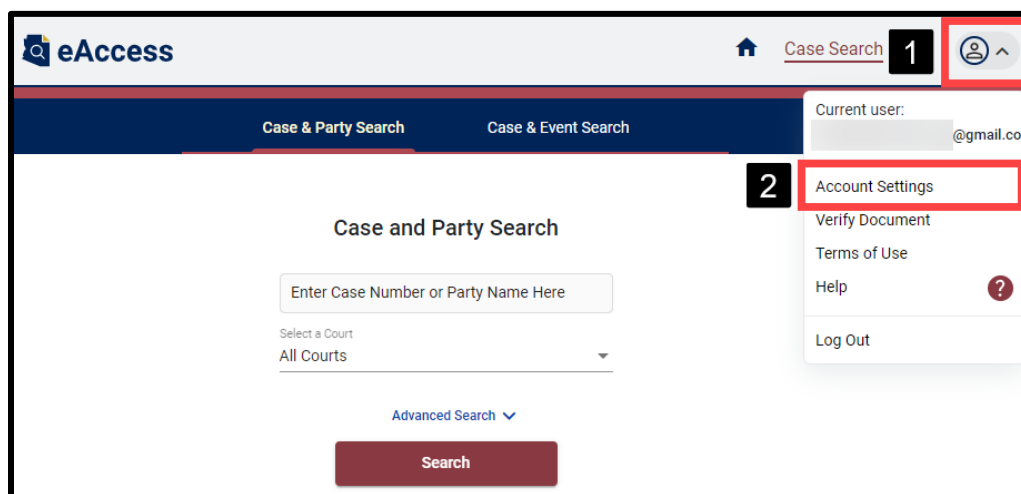 eAccess
Case Search
1
Current user:
@gmail.co
Case & Party Search
Case & Event Search
2
Account Settings
Verify Document
Terms of Use
Help
?
Log Out
Case and Party Search
Enter Case Number or Party Name Here
Select a Court
All Courts
Advanced Search
Search